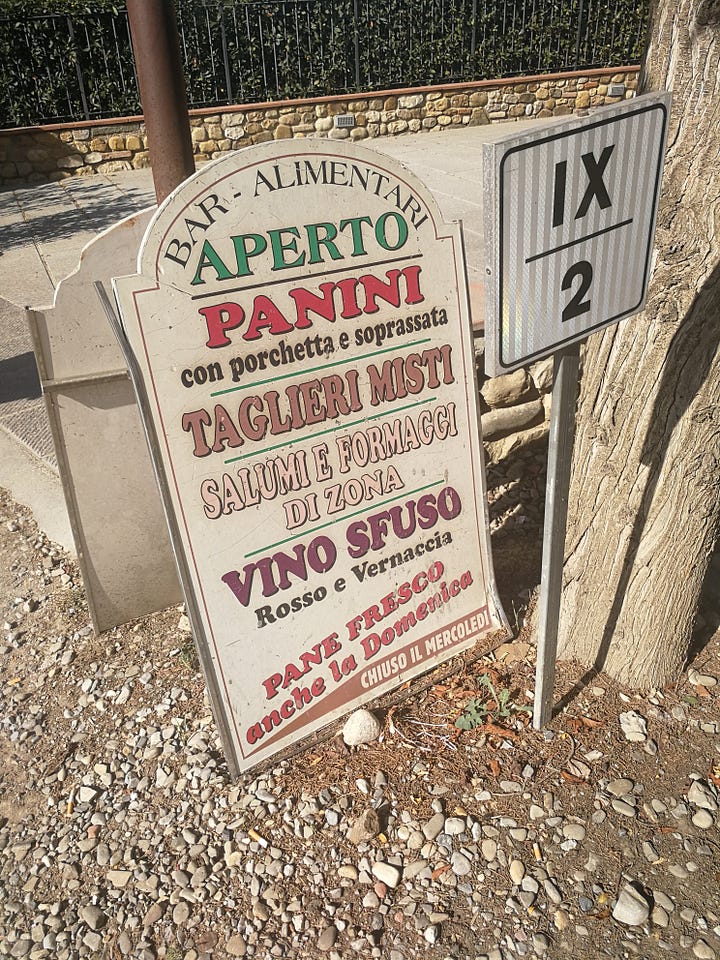 BAR - ALIMENTARI
APERTO
PANINI
con porchetta e soprassata
TAGLIERI MISTI
SALUMI E FORMAGGI
DI ZONA
VINO SFUSO
Rosso e Vernaccia
PANE FRESCO
anche la Domenica
CHIUSO IL MERCOLEDÌ
IX
2